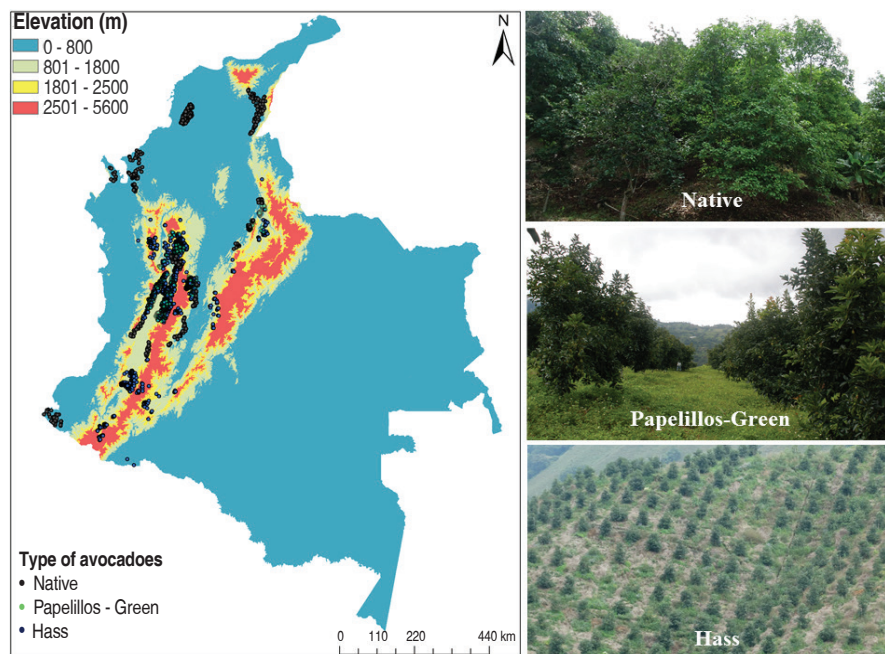 Elevation (m)
0 - 800
801 - 1800
1801 - 2500
2501 - 5600
N
Type of avocadoes
Native
Papelillos - Green
Hass
0 110 220 440 km
Native
Papelillos-Green
Hass